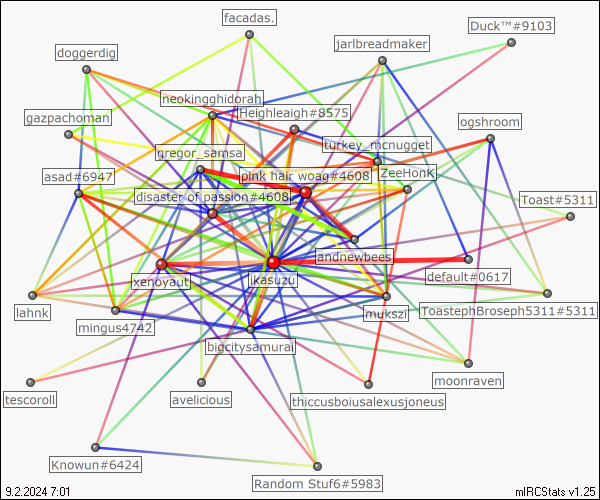 facadas.
Duck™#9103
jarlbreadmaker
doggerdig
neokingghidorah
Heighleaigh#8575
gazpachoman
ogshroom
turkey_mcnugget
gregor_samsa
asad#6947
pink hair woag#4608
ZeeHonk
disaster of passion#4608
Toast#5311
andnewbees
default#0617
xenoyaut
ikasuzu
lahnk
mingus4742
mukszi
ToastephBroseph5311#5311
bigcitysamurai
moonraven
tescoroll
avelicious
thiccusboiusalexusjoneus
Knowun#6424
Random Stuf6#5983
9.2.2024 7:01
mIRCStats v1.25